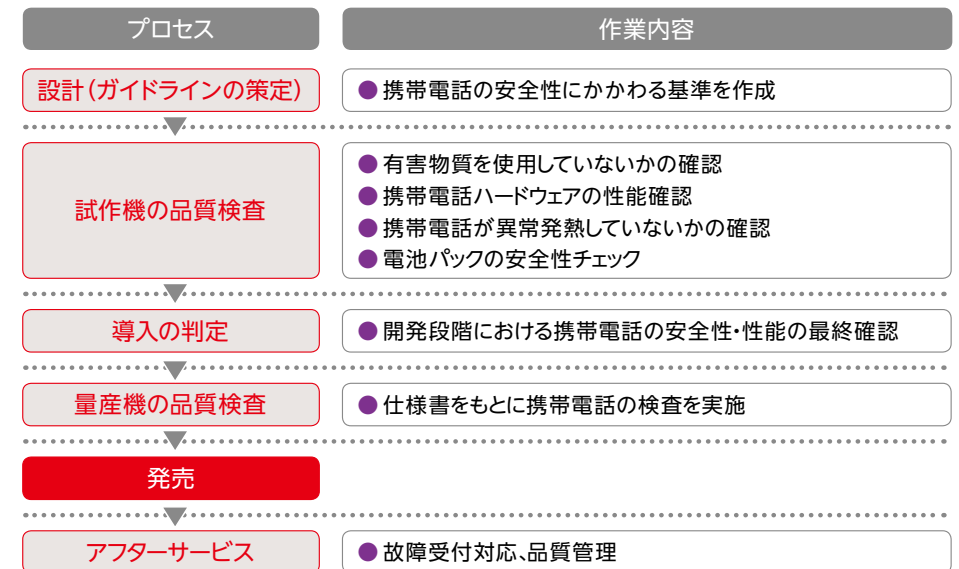 プロセス
作業内容
設計（ガイドラインの策定）
●携帯電話の安全性にかかわる基準を作成
試作機の品質検査
●有害物質を使用していないかの確認
●携帯電話ハードウェアの性能確認
●携帯電話が異常発熱していないかの確認
●電池パックの安全性チェック
導入の判定
●開発段階における携帯電話の安全性・性能の最終確認
量産機の品質検査
●仕様書をもとに携帯電話の検査を実施
発売
アフターサービス
●故障受付対応、品質管理